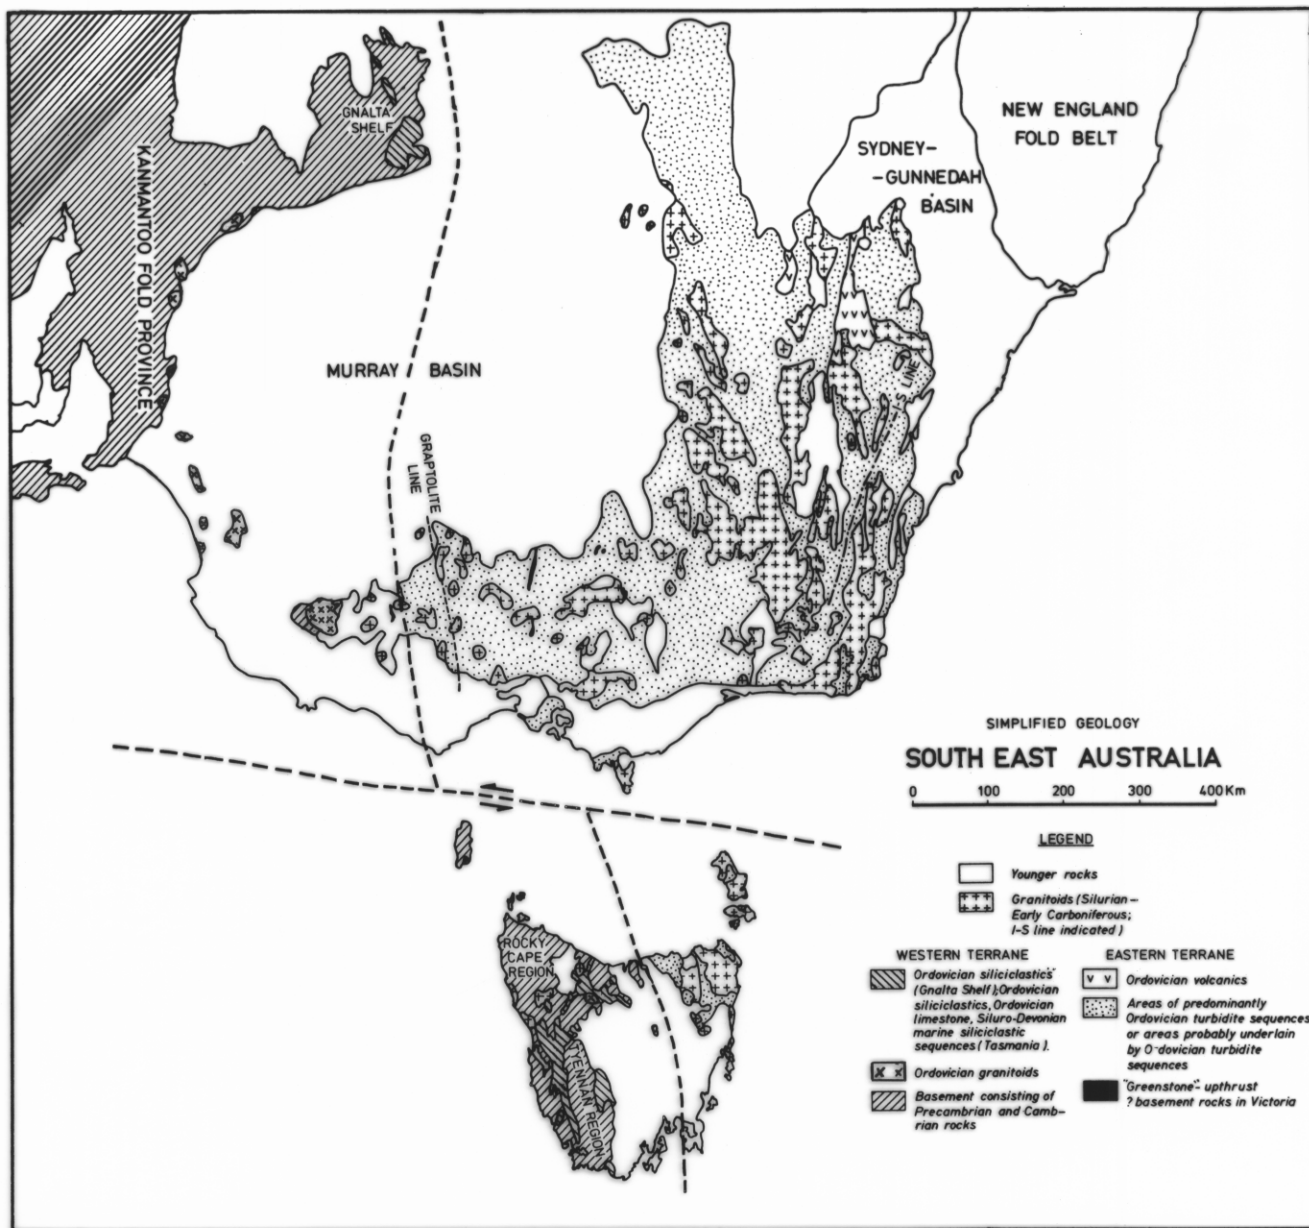 GNALTA
SHELF
KANMANTOO FOLD PROVINCE
NEW ENGLAND
FOLD BELT
SYDNEY-
-GUNNEDAH
BASIN
MURRAY BASIN
I-S LINE
GRAPTOLITE
LINE
ROCKY
CAPE
REGION
TYENNAN REGION
SIMPLIFIED GEOLOGY
SOUTH EAST AUSTRALIA
0 100 200 300 400 Km
LEGEND
Younger rocks
Granitoids (Silurian-
Early Carboniferous;
I-S line indicated)
WESTERN TERRANE
Ordovician siliciclastics
(Gnalta Shelf); Ordovician
siliciclastics, Ordovician
limestone, Siluro-Devonian
marine siliciclastic
sequences (Tasmania).
Ordovician granitoids
Basement consisting of
Precambrian and Camb-
rian rocks
EASTERN TERRANE
Ordovician volcanics
Areas of predominantly
Ordovician turbidite sequences
or areas probably underlain
by O-dovician turbidite
sequences
"Greenstone"- upthrust
? basement rocks in Victoria